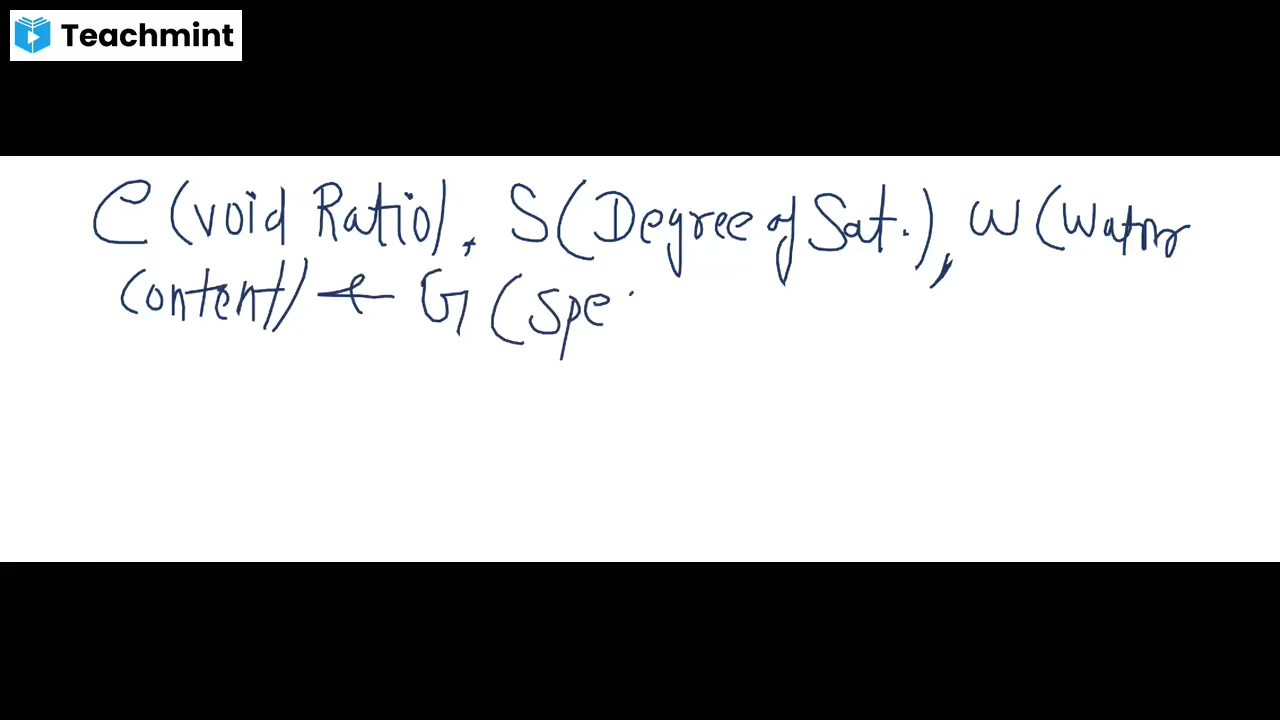 Teachmint
e (void Ratio), S (Degree of Sat.), w (Water
Content) & G (Spe